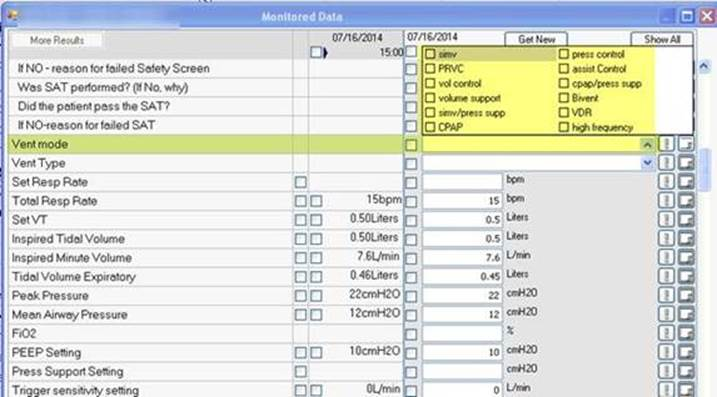 Monitored Data
More Results 07/16/2014 07/16/2014 Get New Show All
15:00
simv press control
PRVC assist Control
vol control cpap/press supp
volume support Bivent
simv/press supp VDR
CPAP high frequency
If NO - reason for failed Safety Screen
Was SAT performed? (If No, why)
Did the patient pass the SAT?
If NO-reason for failed SAT
Vent mode
Vent Type
Set Resp Rate bpm
Total Resp Rate 15bpm 15 bpm
Set VT 0.50Liters 0.5 Liters
Inspired Tidal Volume 0.50Liters 0.5 Liters
Inspired Minute Volume 7.6L/min 7.6 L/min
Tidal Volume Expiratory 0.46Liters 0.45 Liters
Peak Pressure 22cmH2O 22 cmH2O
Mean Airway Pressure 12cmH2O 12 cmH2O
FiO2 %
PEEP Setting 10cmH2O 10 cmH2O
Press Support Setting cmH2O
Trigger sensitivity setting 0L/min 0 L/min